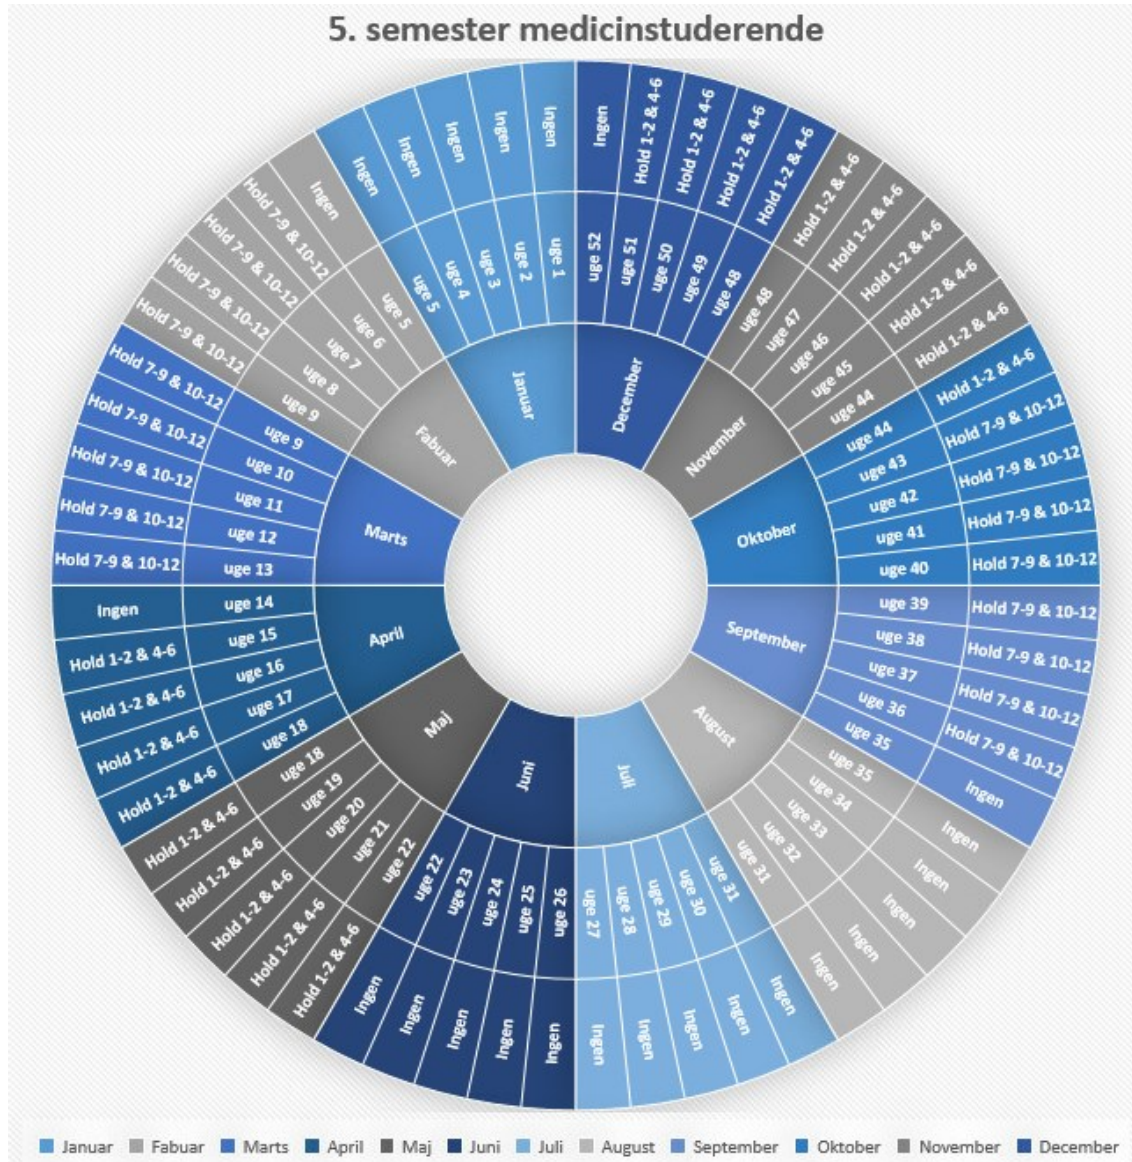 5. semester medicinstuderende
Januar
uge 1
Ingen
uge 2
Ingen
uge 3
Ingen
uge 4
Ingen
uge 5
Ingen
Fabuar
uge 5
Ingen
uge 6
Hold 7-9 & 10-12
uge 7
Hold 7-9 & 10-12
uge 8
Hold 7-9 & 10-12
uge 9
Hold 7-9 & 10-12
Marts
uge 9
Hold 7-9 & 10-12
uge 10
Hold 7-9 & 10-12
uge 11
Hold 7-9 & 10-12
uge 12
Hold 7-9 & 10-12
uge 13
Hold 7-9 & 10-12
April
uge 14
Ingen
uge 15
Hold 1-2 & 4-6
uge 16
Hold 1-2 & 4-6
uge 17
Hold 1-2 & 4-6
uge 18
Hold 1-2 & 4-6
Maj
uge 18
Hold 1-2 & 4-6
uge 19
Hold 1-2 & 4-6
uge 20
Hold 1-2 & 4-6
uge 21
Hold 1-2 & 4-6
uge 22
Hold 1-2 & 4-6
Juni
uge 22
Ingen
uge 23
Ingen
uge 24
Ingen
uge 25
Ingen
uge 26
Ingen
Juli
uge 27
Ingen
uge 28
Ingen
uge 29
Ingen
uge 30
Ingen
uge 31
Ingen
August
uge 31
Ingen
uge 32
Ingen
uge 33
Ingen
uge 34
Ingen
uge 35
Ingen
September
uge 35
Ingen
uge 36
Hold 7-9 & 10-12
uge 37
Hold 7-9 & 10-12
uge 38
Hold 7-9 & 10-12
uge 39
Hold 7-9 & 10-12
Oktober
uge 40
Hold 7-9 & 10-12
uge 41
Hold 7-9 & 10-12
uge 42
Hold 7-9 & 10-12
uge 43
Hold 7-9 & 10-12
uge 44
Hold 1-2 & 4-6
November
uge 44
Hold 1-2 & 4-6
uge 45
Hold 1-2 & 4-6
uge 46
Hold 1-2 & 4-6
uge 47
Hold 1-2 & 4-6
uge 48
Hold 1-2 & 4-6
December
uge 48
Hold 1-2 & 4-6
uge 49
Hold 1-2 & 4-6
uge 50
Hold 1-2 & 4-6
uge 51
Hold 1-2 & 4-6
uge 52
Ingen
Januar Fabuar Marts April Maj Juni Juli August September Oktober November December